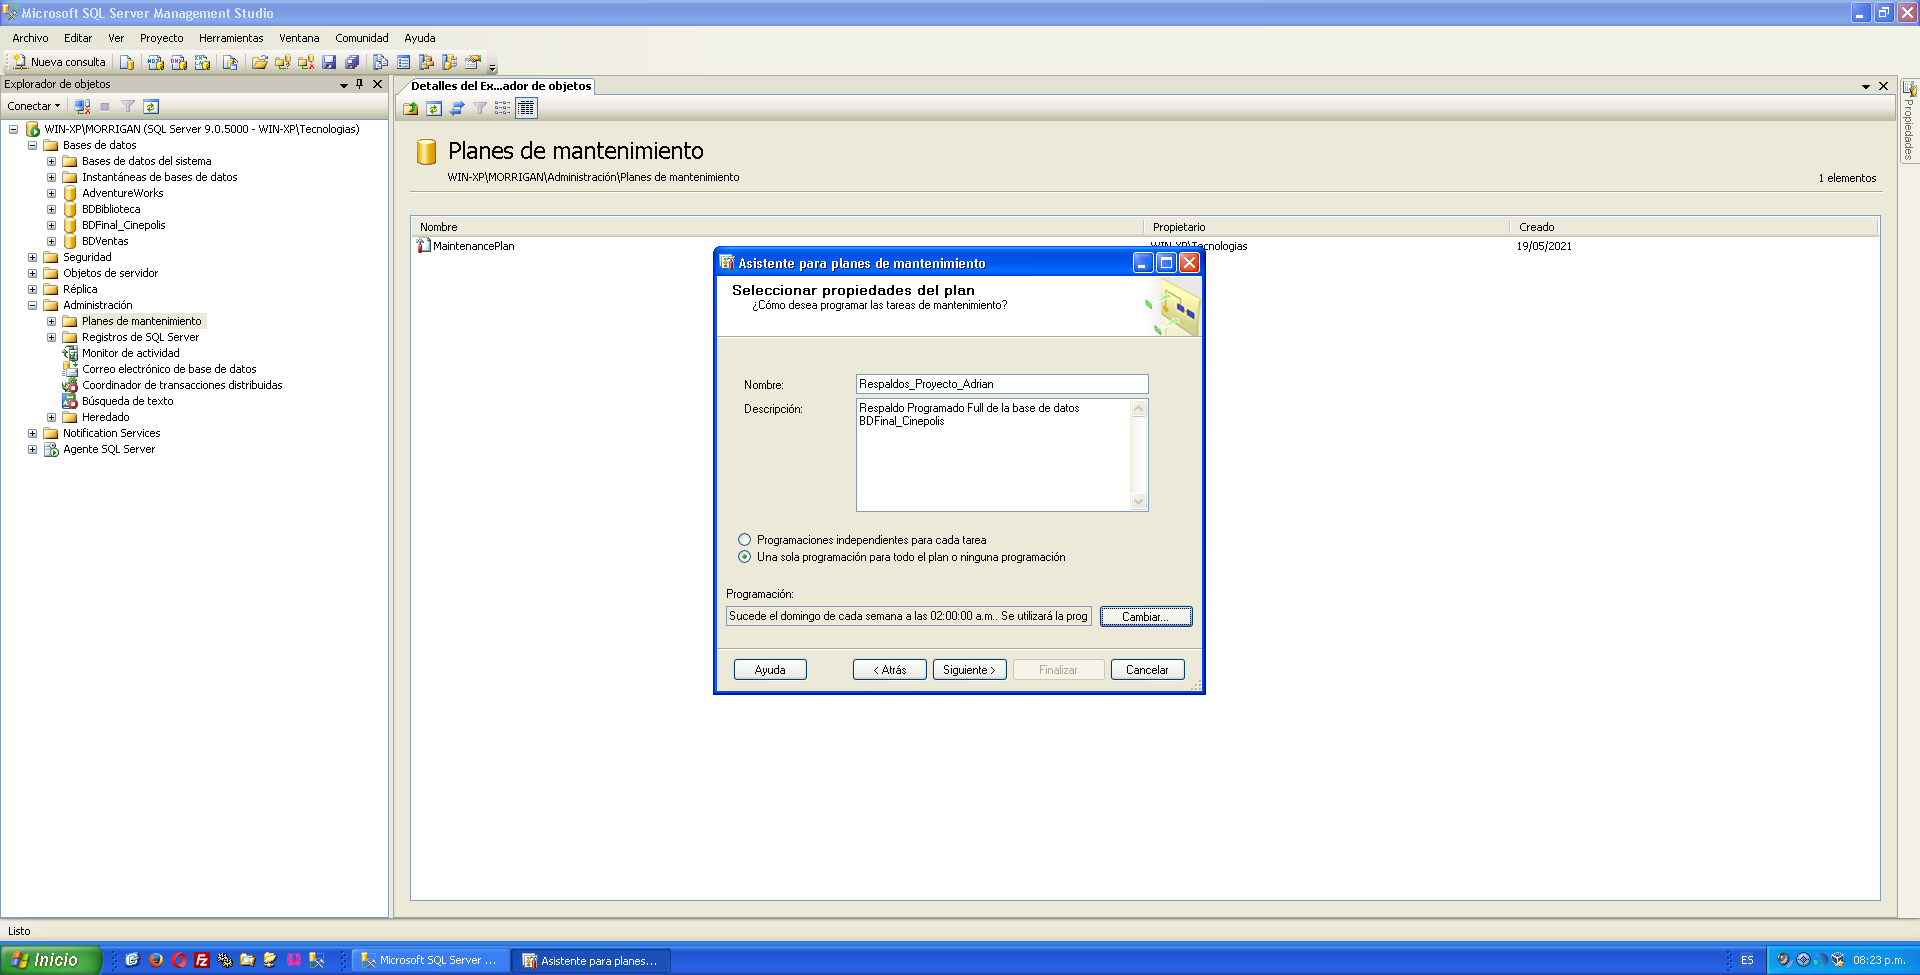 Microsoft SQL Server Management Studio
Archivo Editar Ver Proyecto Herramientas Ventana Comunidad Ayuda
Nueva consulta
Explorador de objetos
Conectar
WIN-XP\MORRIGAN (SQL Server 9.0.5000 - WIN-XP\Tecnologias)
Bases de datos
Bases de datos del sistema
Instantáneas de bases de datos
AdventureWorks
BDBiblioteca
BDFinal_Cinepolis
BDVentas
Seguridad
Objetos de servidor
Réplica
Administración
Planes de mantenimiento
Registros de SQL Server
Monitor de actividad
Correo electrónico de base de datos
Coordinador de transacciones distribuidas
Búsqueda de texto
Heredado
Notification Services
Agente SQL Server
Detalles del Ex...ador de objetos
Planes de mantenimiento
WIN-XP\MORRIGAN\Administración\Planes de mantenimiento
1 elementos
Nombre Propietario Creado
MaintenancePlan WIN-XP\Tecnologias 19/05/2021
Asistente para planes de mantenimiento
Seleccionar propiedades del plan
¿Cómo desea programar las tareas de mantenimiento?
Nombre: Respaldos_Proyecto_Adrian
Descripción: Respaldo Programado Full de la base de datos
BDFinal_Cinepolis
Programaciones independientes para cada tarea
Una sola programación para todo el plan o ninguna programación
Programación:
Sucede el domingo de cada semana a las 02:00:00 a.m.. Se utilizará la prog Cambiar...
Ayuda < Atrás Siguiente > Finalizar Cancelar
Propiedades
Listo
Inicio Microsoft SQL Server ... Asistente para planes... ES 08:23 p.m.